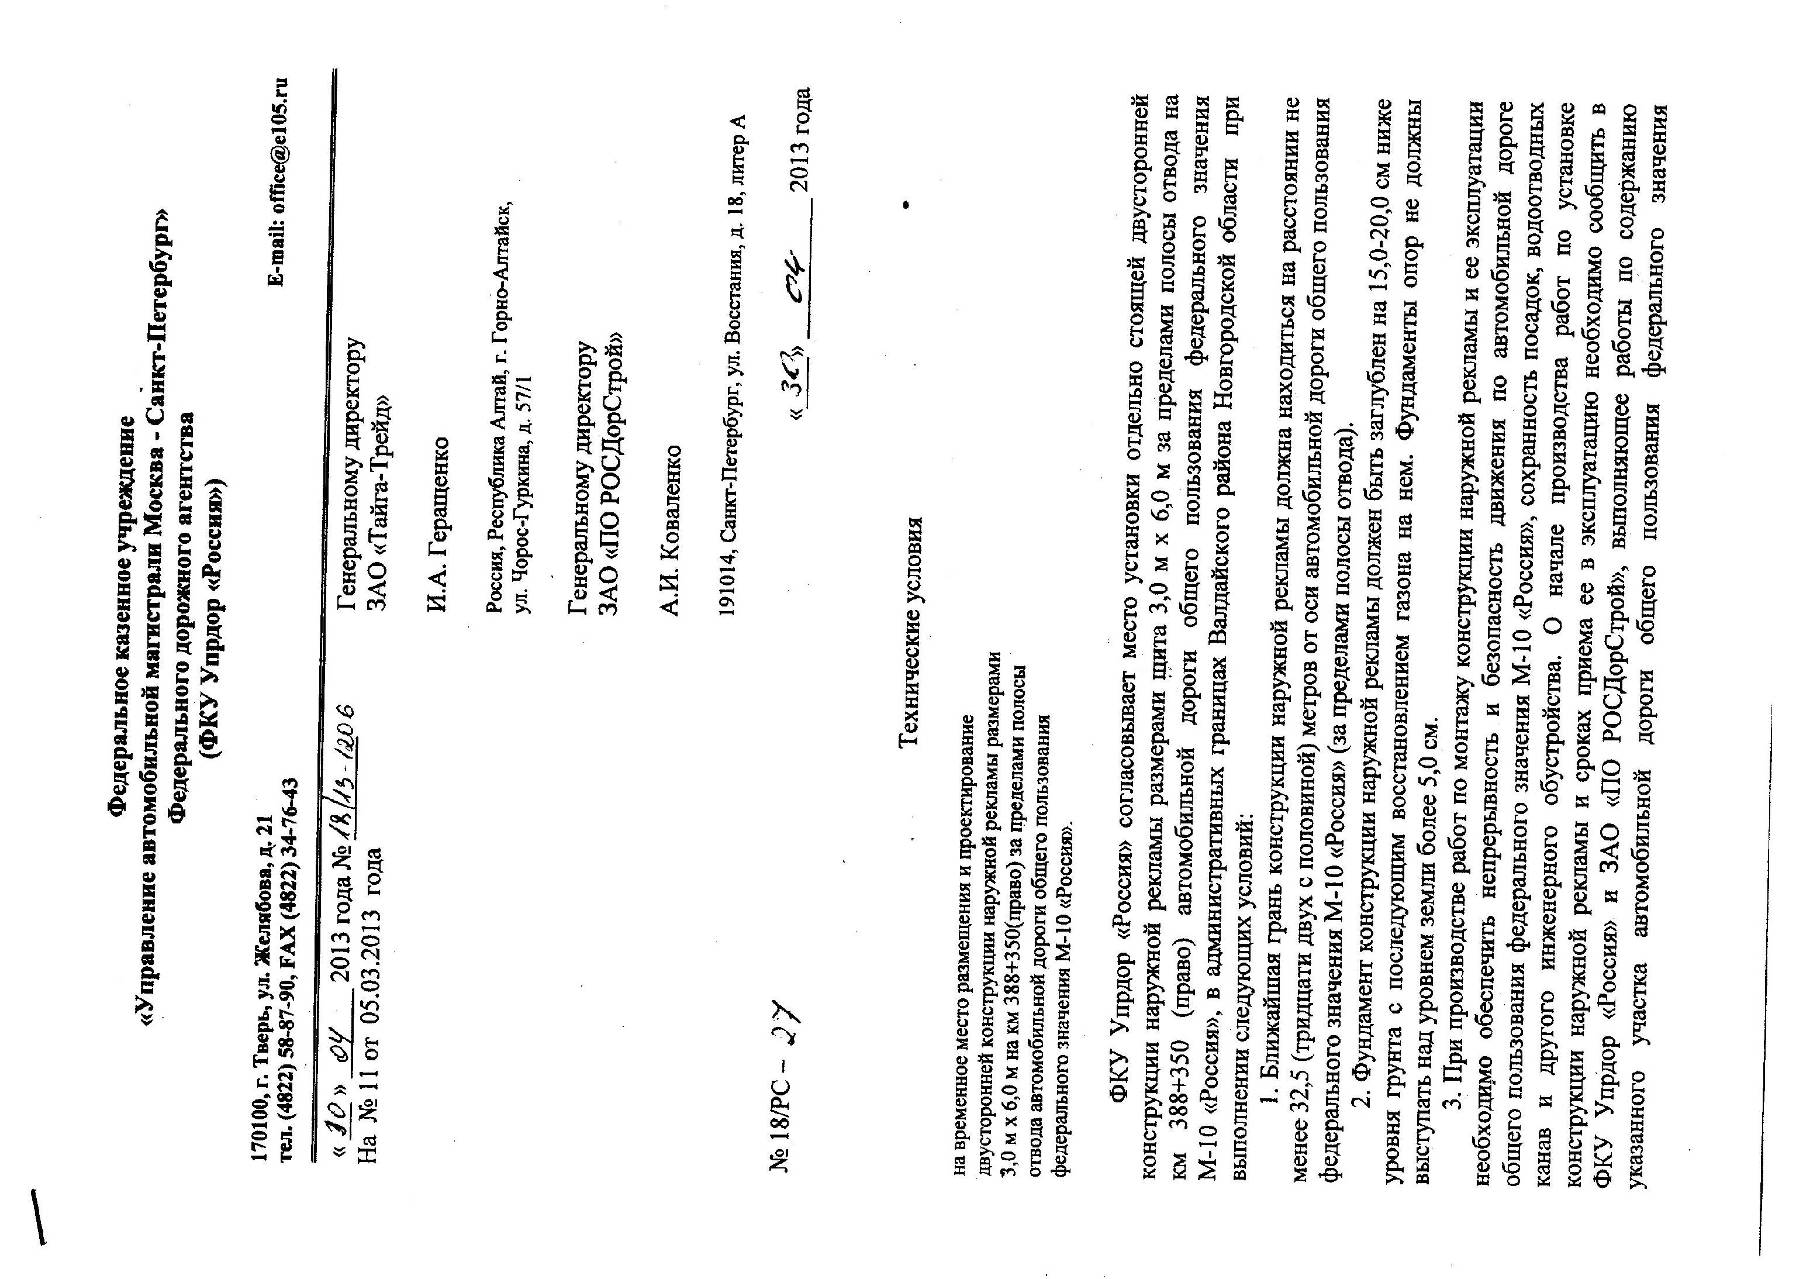 Федеральное казенное учреждение
«Управление автомобильной магистрали Москва - Санкт-Петербург»
Федерального дорожного агентства
(ФКУ Упрдор «Россия»)
170100, г. Тверь, ул. Желябова, д. 21
тел. (4822) 58-87-90, FAX (4822) 34-76-43
E-mail: office@e105.ru
«30» 04 2013 года № 18/13-1206
На № 11 от 05.03.2013 года
Генеральному директору
ЗАО «Тайга-Трейд»
И.А. Геращенко
Россия, Республика Алтай, г. Горно-Алтайск,
ул. Чорос-Гуркина, д. 57/1
Генеральному директору
ЗАО «ПО РОСДорСтрой»
А.И. Коваленко
191014, Санкт-Петербург, ул. Восстания, д. 18, литер А
№ 18/РС – 27
«30» 04 2013 года
Технические условия
на временное место размещения и проектирование
двусторонней конструкции наружной рекламы размерами
3,0 м х 6,0 м на км 388+350(право) за пределами полосы
отвода автомобильной дороги общего пользования
федерального значения М-10 «Россия».
ФКУ Упрдор «Россия» согласовывает место установки отдельно стоящей двусторонней
конструкции наружной рекламы размерами щита 3,0 м х 6,0 м за пределами полосы отвода на
км 388+350 (право) автомобильной дороги общего пользования федерального значения
М-10 «Россия», в административных границах Валдайского района Новгородской области при
выполнении следующих условий:
1. Ближайшая грань конструкции наружной рекламы должна находиться на расстоянии не
менее 32,5 (тридцати двух с половиной) метров от оси автомобильной дороги общего пользования
федерального значения М-10 «Россия» (за пределами полосы отвода).
2. Фундамент конструкции наружной рекламы должен быть заглублен на 15,0-20,0 см ниже
уровня грунта с последующим восстановлением газона на нем. Фундаменты опор не должны
выступать над уровнем земли более 5,0 см.
3. При производстве работ по монтажу конструкции наружной рекламы и ее эксплуатации
необходимо обеспечить непрерывность и безопасность движения по автомобильной дороге
общего пользования федерального значения М-10 «Россия», сохранность посадок, водоотводных
канав и другого инженерного обустройства. О начале производства работ по установке
конструкции наружной рекламы и сроках приема ее в эксплуатацию необходимо сообщить в
ФКУ Упрдор «Россия» и ЗАО «ПО РОСДорСтрой», выполняющее работы по содержанию
указанного участка автомобильной дороги общего пользования федерального значения